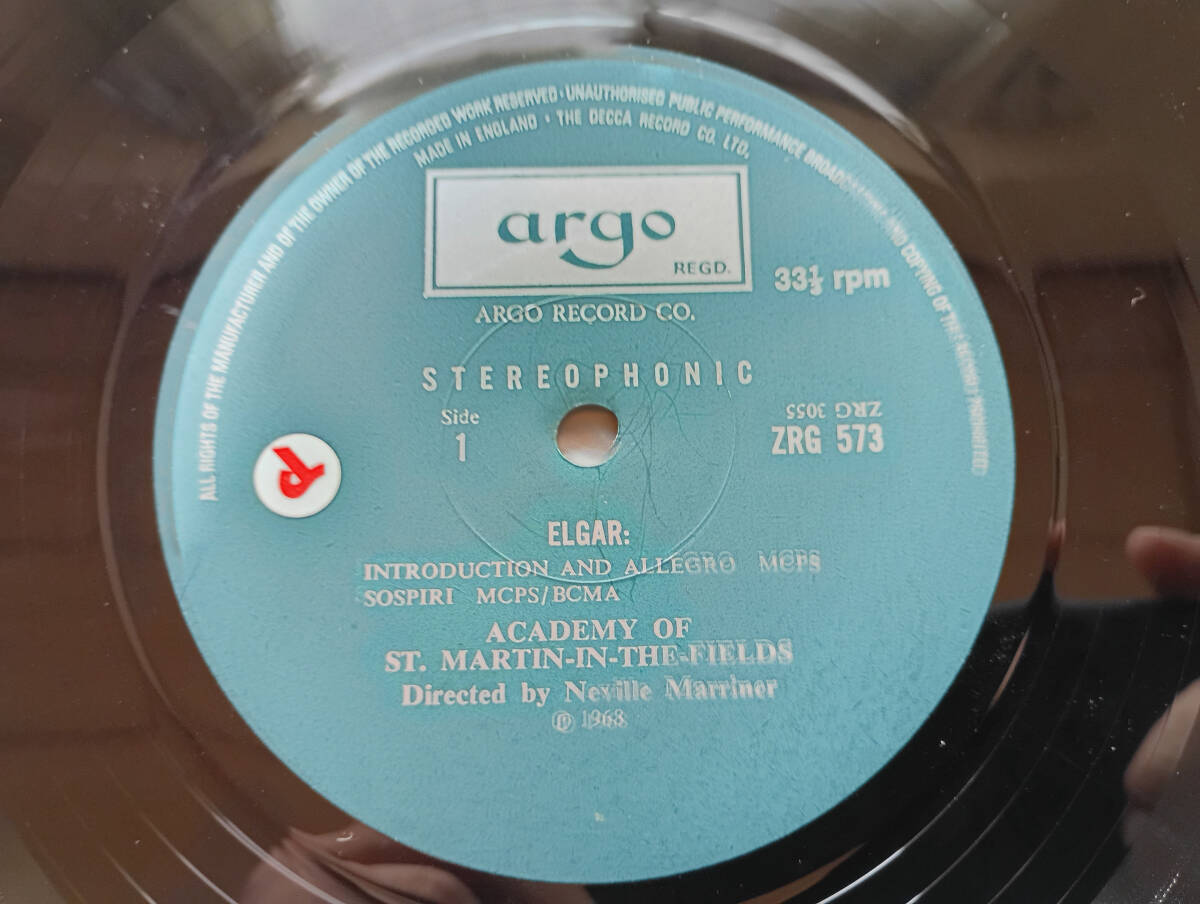 ALL RIGHTS OF THE MANUFACTURER AND OF THE OWNER OF THE RECORDED WORK RESERVED · UNAUTHORISED PUBLIC PERFORMANCE BROADCASTING AND COPYING OF THIS RECORD PROHIBITED
MADE IN ENGLAND · THE DECCA RECORD CO. LTD.
argo
REGD.
33⅓ rpm
ARGO RECORD CO.
STEREOPHONIC
Side
1
ZRG 3055
ZRG 573
ELGAR:
INTRODUCTION AND ALLEGRO MCPS
SOSPIRI MCPS/BCMA
ACADEMY OF
ST. MARTIN-IN-THE-FIELDS
Directed by Neville Marriner
Ⓟ 1968